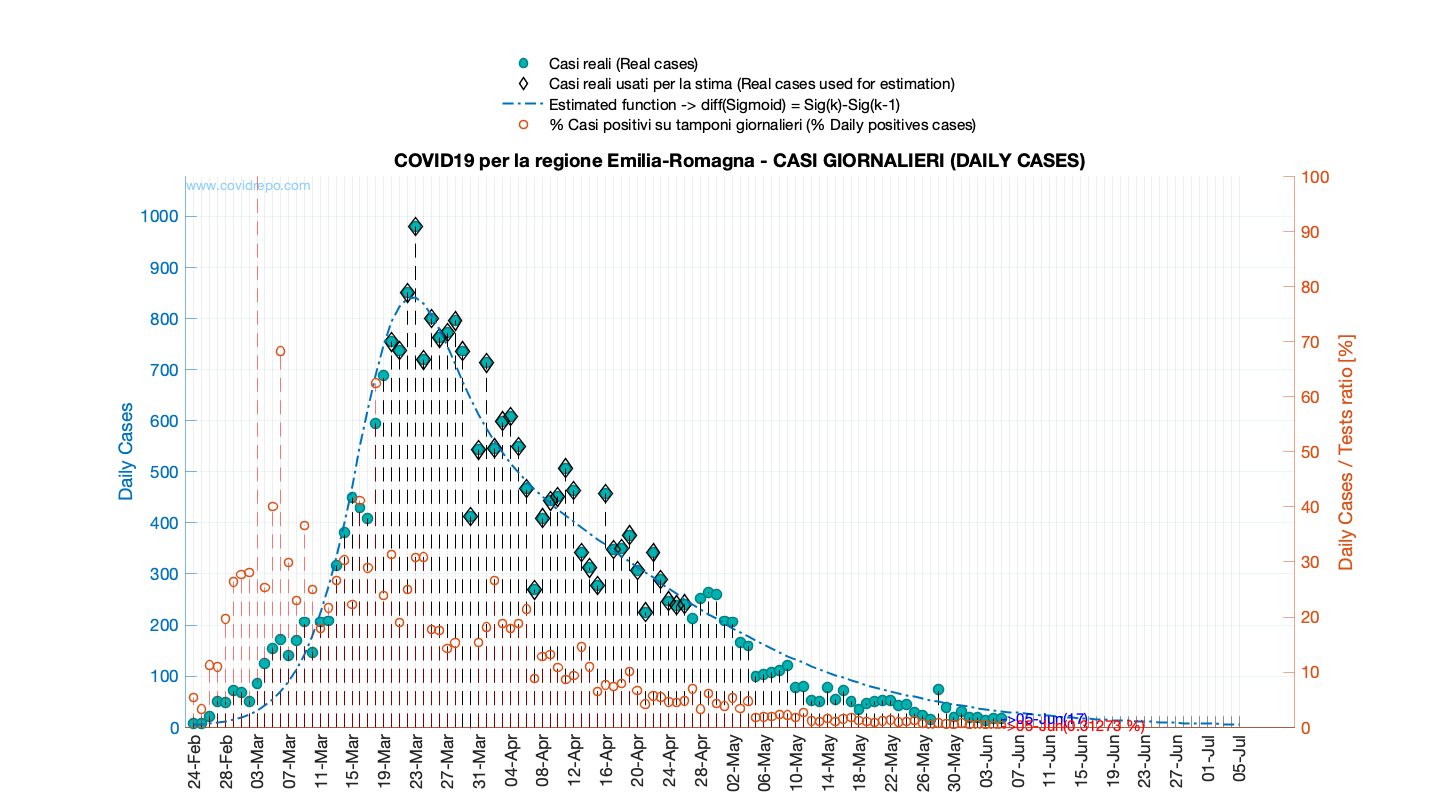 Casi reali (Real cases)
Casi reali usati per la stima (Real cases used for estimation)
Estimated function -> diff(Sigmoid) = Sig(k)-Sig(k-1)
% Casi positivi su tamponi giornalieri (% Daily positives cases)
COVID19 per la regione Emilia-Romagna - CASI GIORNALIERI (DAILY CASES)
www.covidrepo.com
Daily Cases
1000
900
800
700
600
500
400
300
200
100
0
Daily Cases / Tests ratio [%]
100
90
80
70
60
50
40
30
20
10
0
->05-Jun(17)
->05-Jun(0.31273 %)
24-Feb
28-Feb
03-Mar
07-Mar
11-Mar
15-Mar
19-Mar
23-Mar
27-Mar
31-Mar
04-Apr
08-Apr
12-Apr
16-Apr
20-Apr
24-Apr
28-Apr
02-May
06-May
10-May
14-May
18-May
22-May
26-May
30-May
03-Jun
07-Jun
11-Jun
15-Jun
19-Jun
23-Jun
27-Jun
01-Jul
05-Jul